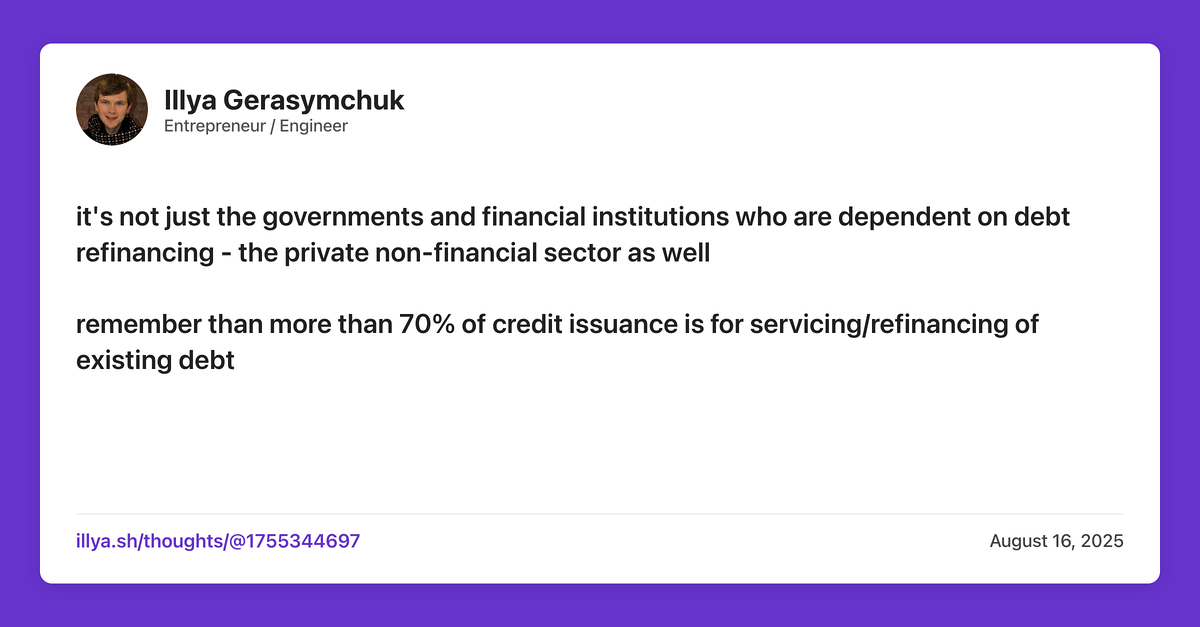 Illya Gerasymchuk
Entrepreneur / Engineer
it's not just the governments and financial institutions who are dependent on debt
refinancing - the private non-financial sector as well
remember than more than 70% of credit issuance is for servicing/refinancing of
existing debt
illya.sh/thoughts/@1755344697
August 16, 2025